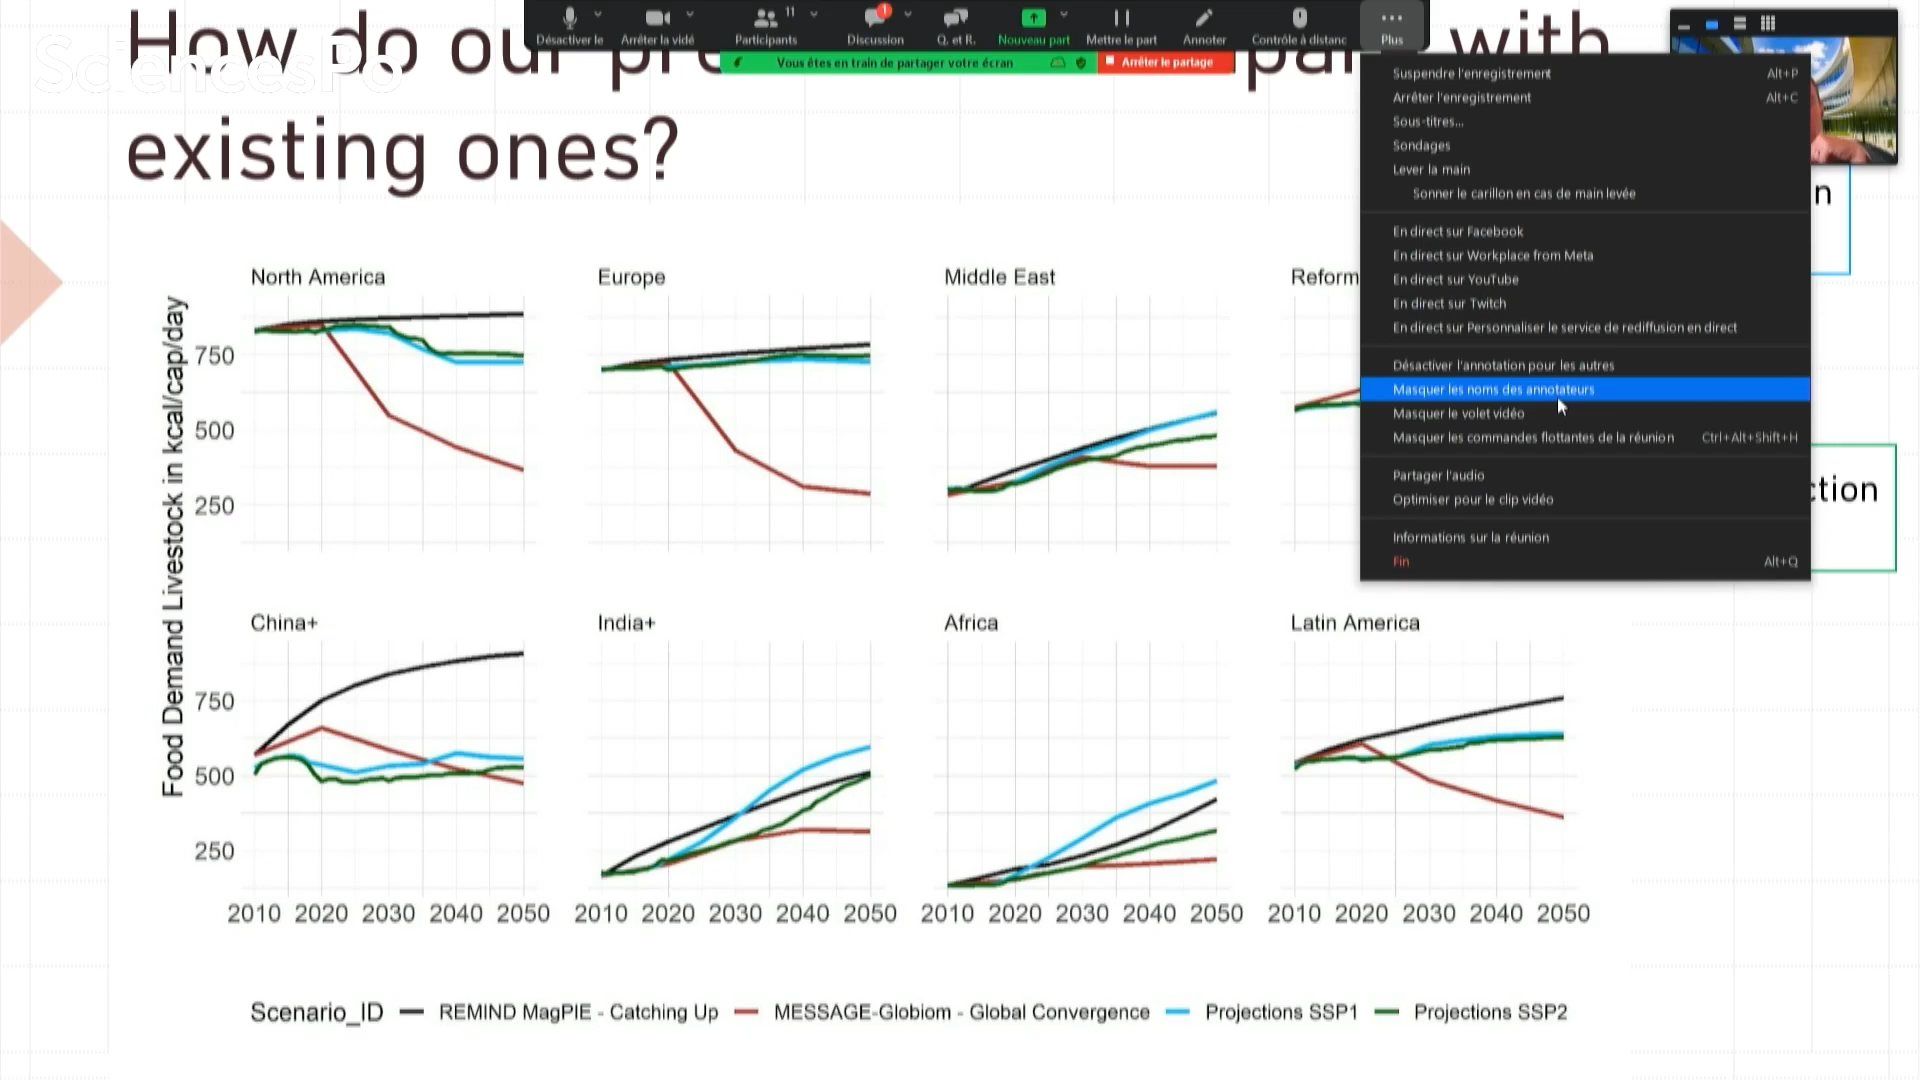 Désactiver le
Arrêter la vidé
Participants
11
Discussion
1
Q. et R.
Nouveau part
Mettre le part
Annoter
Contrôle à distanc
Plus
Vous êtes en train de partager votre écran
Arrêter le partage
SciencesPo
How do our with
existing ones?
Suspendre l'enregistrement Alt+P
Arrêter l'enregistrement Alt+C
Sous-titres...
Sondages
Lever la main
Sonner le carillon en cas de main levée
En direct sur Facebook
En direct sur Workplace from Meta
En direct sur YouTube
En direct sur Twitch
En direct sur Personnaliser le service de rediffusion en direct
Désactiver l'annotation pour les autres
Masquer les noms des annotateurs
Masquer le volet vidéo
Masquer les commandes flottantes de la réunion Ctrl+Alt+Shift+H
Partager l'audio
Optimiser pour le clip vidéo
Informations sur la réunion
Fin Alt+Q
Food Demand Livestock in kcal/cap/day
North America
Europe
Middle East
Reform
750
500
250
China+
India+
Africa
Latin America
750
500
250
2010 2020 2030 2040 2050
2010 2020 2030 2040 2050
2010 2020 2030 2040 2050
2010 2020 2030 2040 2050
Scenario_ID
REMIND MagPIE - Catching Up
MESSAGE-Globiom - Global Convergence
Projections SSP1
Projections SSP2